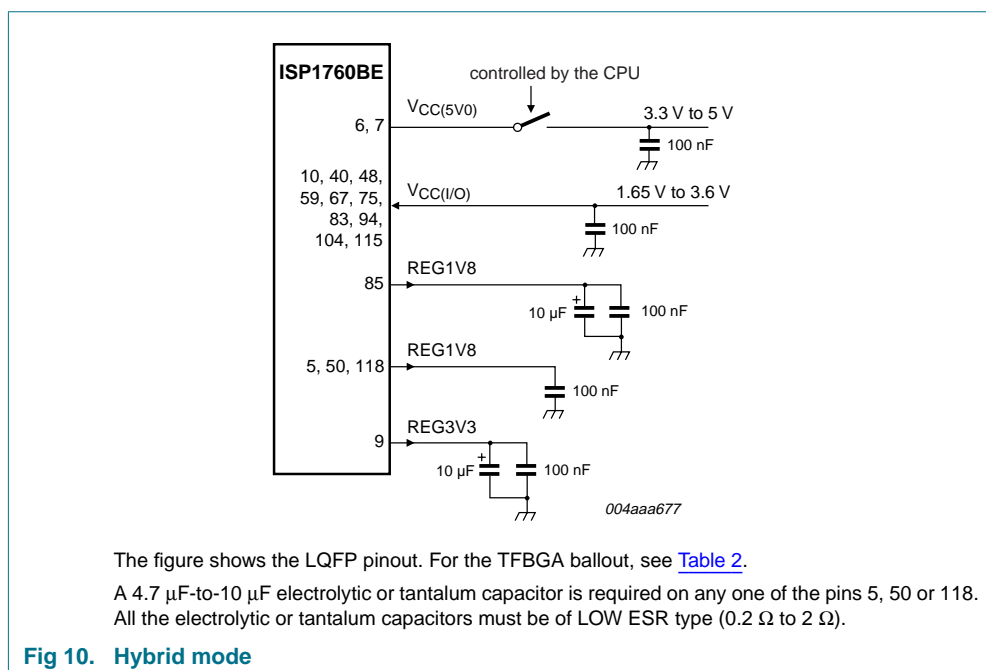 ISP1760BE
controlled by the CPU
6, 7
VCC(5V0)
3.3 V to 5 V
100 nF
10, 40, 48,
59, 67, 75,
83, 94,
104, 115
VCC(I/O)
1.65 V to 3.6 V
100 nF
85
REG1V8
+
10 μF
100 nF
5, 50, 118
REG1V8
100 nF
9
REG3V3
+
10 μF
100 nF
004aaa677
The figure shows the LQFP pinout. For the TFBGA ballout, see Table 2.
A 4.7 μF-to-10 μF electrolytic or tantalum capacitor is required on any one of the pins 5, 50 or 118.
All the electrolytic or tantalum capacitors must be of LOW ESR type (0.2 Ω to 2 Ω).
Fig 10. Hybrid mode